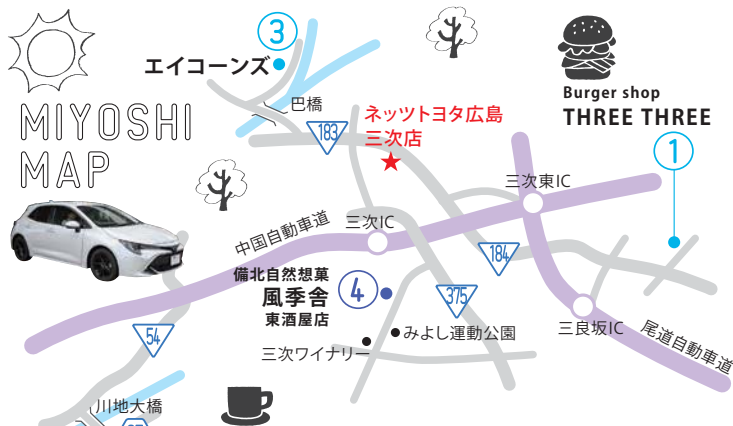 3
エイコーンズ
巴橋
MIYOSHI
MAP
183
ネッツトヨタ広島
三次店
Burger shop
THREE THREE
1
三次東IC
中国自動車道
三次IC
184
備北自然想菓
風季舎
東酒屋店
4
375
みよし運動公園
三次ワイナリー
三良坂IC
尾道自動車道
54
川地大橋